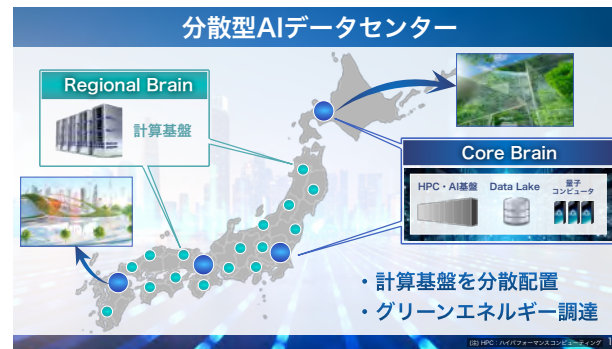 分散型AIデータセンター
Regional Brain
計算基盤
Core Brain
HPC・AI基盤
Data Lake
量子
コンピュータ
・計算基盤を分散配置
・グリーンエネルギー調達
(注) HPC：ハイパフォーマンスコンピューティング